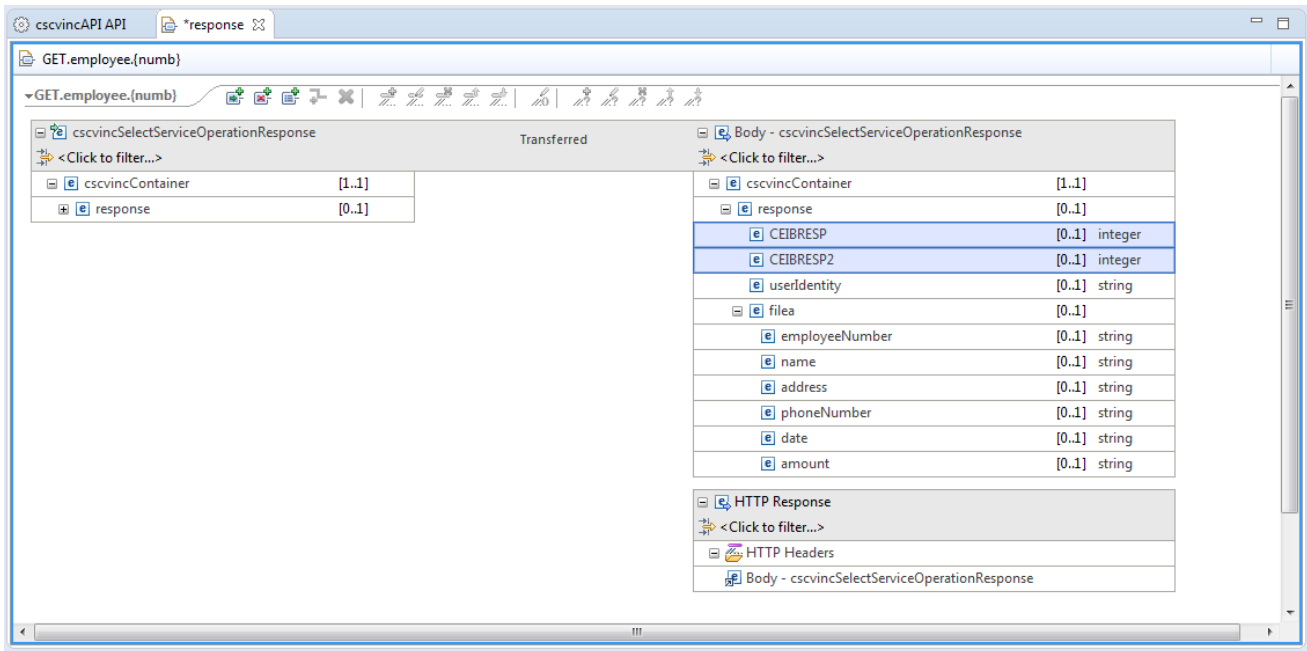 cscvincAPI API
*response
GET.employee.{numb}
GET.employee.{numb}
cscvincSelectServiceOperationResponse
<Click to filter...>
cscvincContainer [1..1]
response [0..1]
Transferred
Body - cscvincSelectServiceOperationResponse
<Click to filter...>
cscvincContainer [1..1]
response [0..1]
CEIBRESP [0..1] integer
CEIBRESP2 [0..1] integer
userIdentity [0..1] string
filea [0..1]
employeeNumber [0..1] string
name [0..1] string
address [0..1] string
phoneNumber [0..1] string
date [0..1] string
amount [0..1] string
HTTP Response
<Click to filter...>
HTTP Headers
Body - cscvincSelectServiceOperationResponse